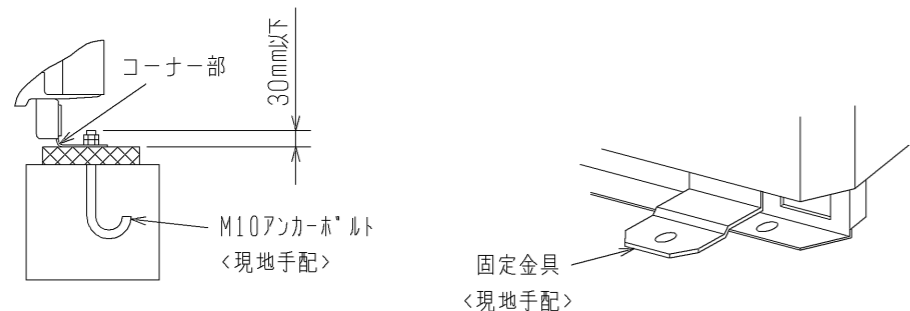 コーナー部
30mm以下
M10アンカーボルト
<現地手配>
固定金具
<現地手配>